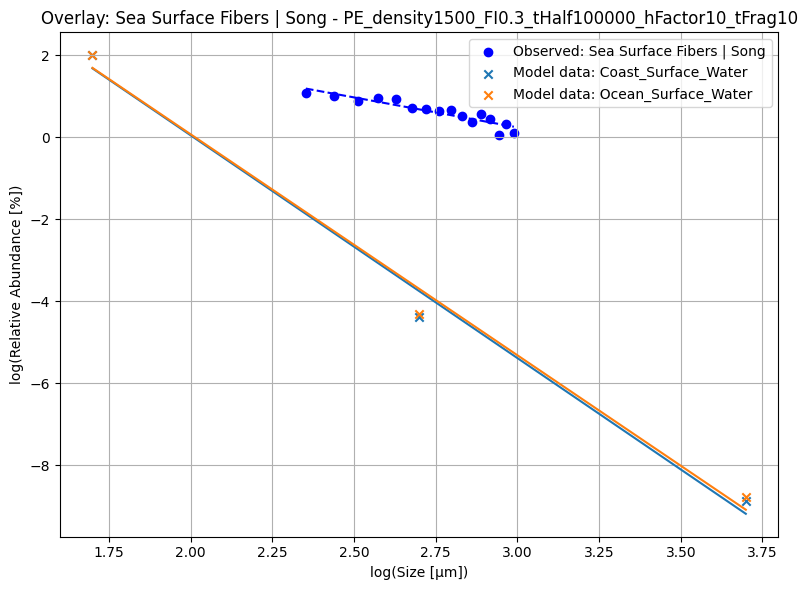 Overlay: Sea Surface Fibers | Song - PE_density1500_FI0.3_tHalf100000_hFactor10_tFrag10
Observed: Sea Surface Fibers | Song
Model data: Coast_Surface_Water
Model data: Ocean_Surface_Water
log(Relative Abundance [%])
2
0
−2
−4
−6
−8
1.75
2.00
2.25
2.50
2.75
3.00
3.25
3.50
3.75
log(Size [µm])